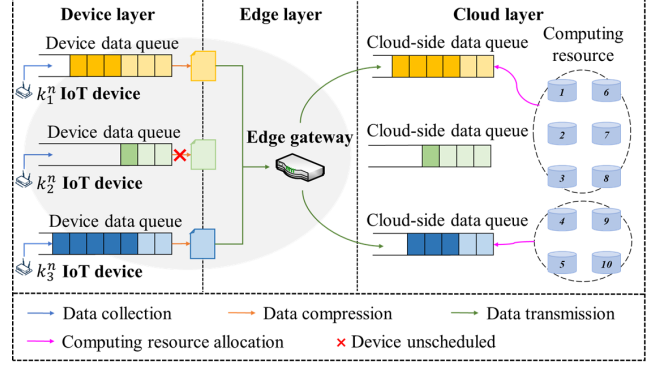 Device layer
Edge layer
Cloud layer
Device data queue
k_1^n IoT device
Device data queue
k_2^n IoT device
Device data queue
k_3^n IoT device
Edge gateway
Cloud-side data queue
Cloud-side data queue
Cloud-side data queue
Computing
resource
1 6
2 7
3 8
4 9
5 10
Data collection
Data compression
Data transmission
Computing resource allocation
Device unscheduled